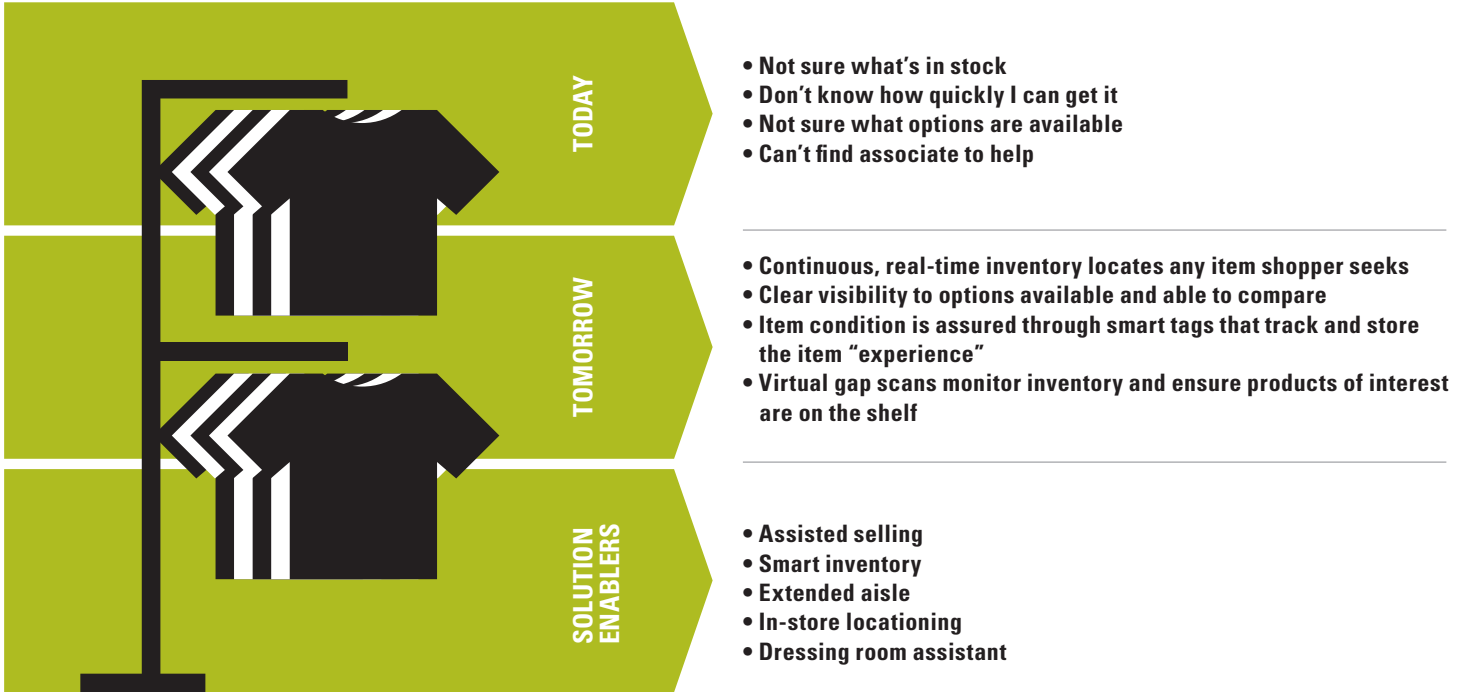 TODAY
• Not sure what's in stock
• Don't know how quickly I can get it
• Not sure what options are available
• Can't find associate to help
TOMORROW
• Continuous, real-time inventory locates any item shopper seeks
• Clear visibility to options available and able to compare
• Item condition is assured through smart tags that track and store
the item “experience”
• Virtual gap scans monitor inventory and ensure products of interest
are on the shelf
SOLUTION
ENABLERS
• Assisted selling
• Smart inventory
• Extended aisle
• In-store locationing
• Dressing room assistant